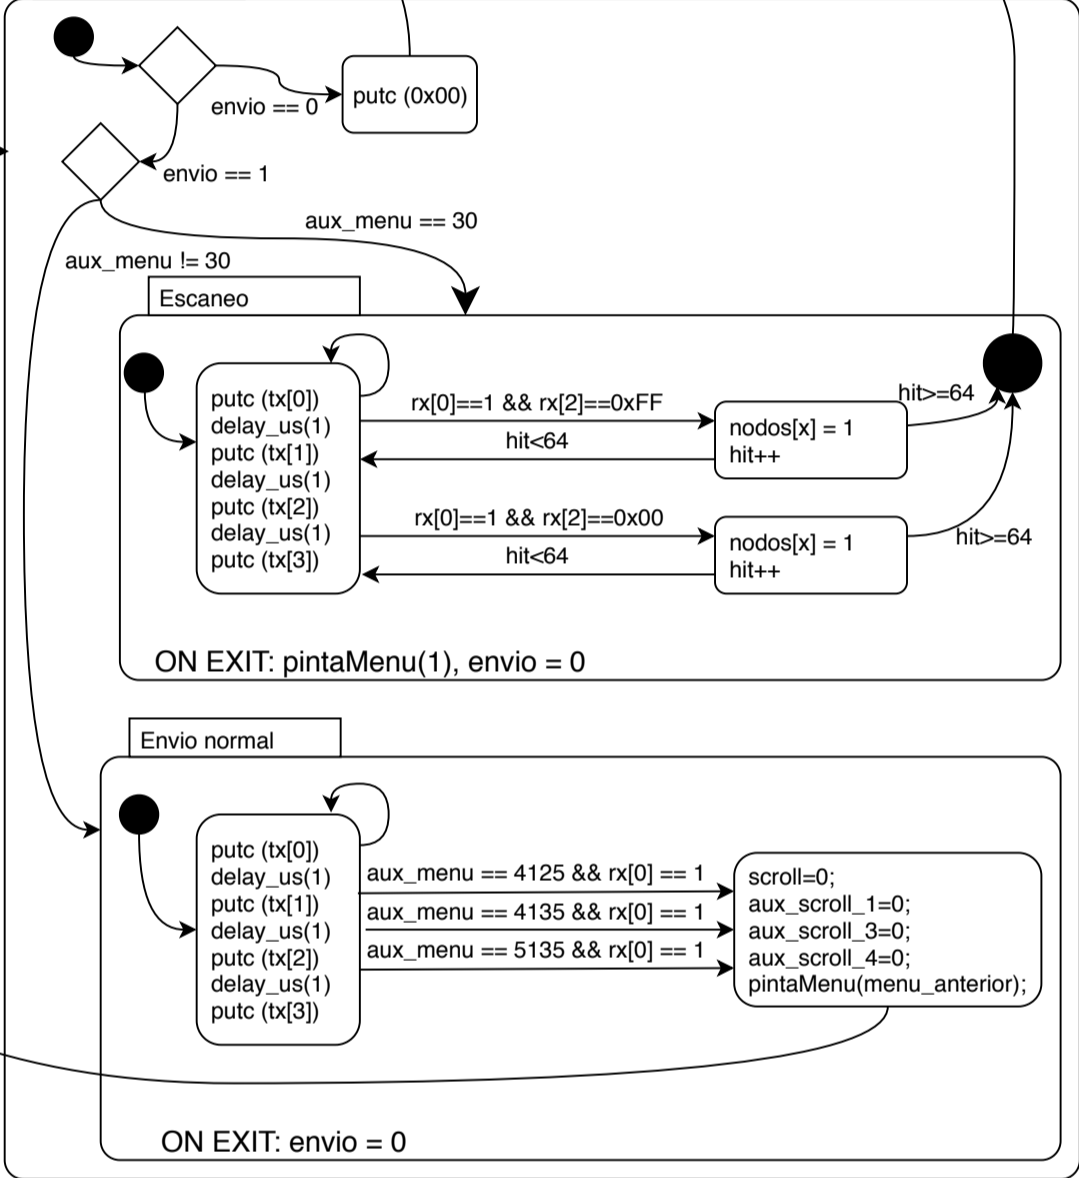 putc (0x00)
envio == 0
envio == 1
aux_menu == 30
aux_menu != 30
Escaneo
putc (tx[0])
delay_us(1)
putc (tx[1])
delay_us(1)
putc (tx[2])
delay_us(1)
putc (tx[3])
rx[0]==1 && rx[2]==0xFF
hit<64
rx[0]==1 && rx[2]==0x00
hit<64
nodos[x] = 1
hit++
hit>=64
nodos[x] = 1
hit++
hit>=64
ON EXIT: pintaMenu(1), envio = 0
Envio normal
putc (tx[0])
delay_us(1)
putc (tx[1])
delay_us(1)
putc (tx[2])
delay_us(1)
putc (tx[3])
aux_menu == 4125 && rx[0] == 1
aux_menu == 4135 && rx[0] == 1
aux_menu == 5135 && rx[0] == 1
scroll=0;
aux_scroll_1=0;
aux_scroll_3=0;
aux_scroll_4=0;
pintaMenu(menu_anterior);
ON EXIT: envio = 0